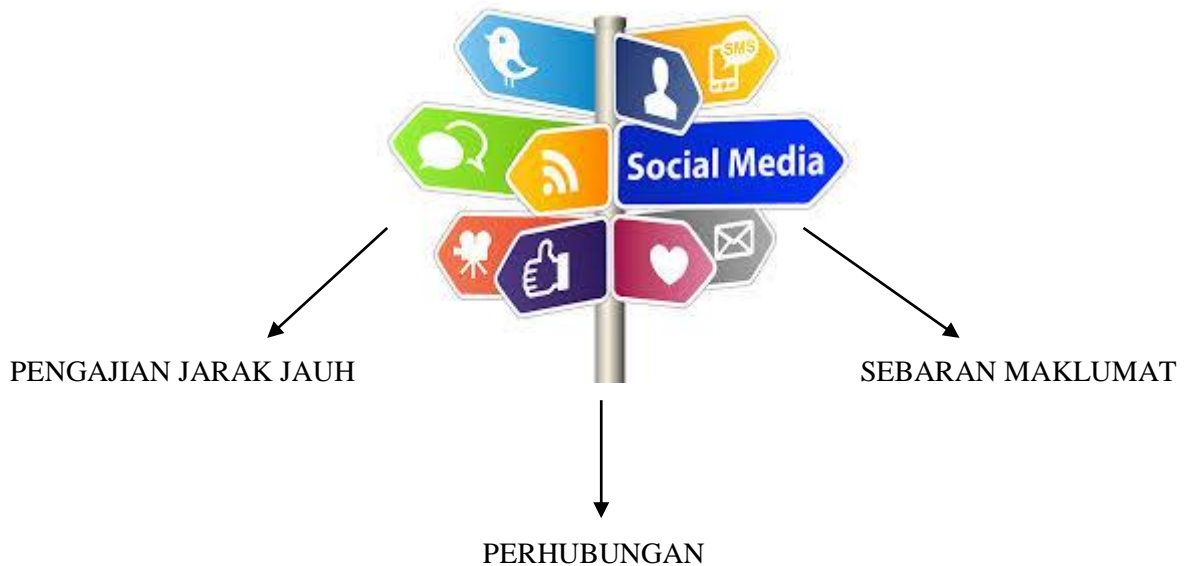 SMS
Social Media
PENGAJIAN JARAK JAUH
SEBARAN MAKLUMAT
PERHUBUNGAN